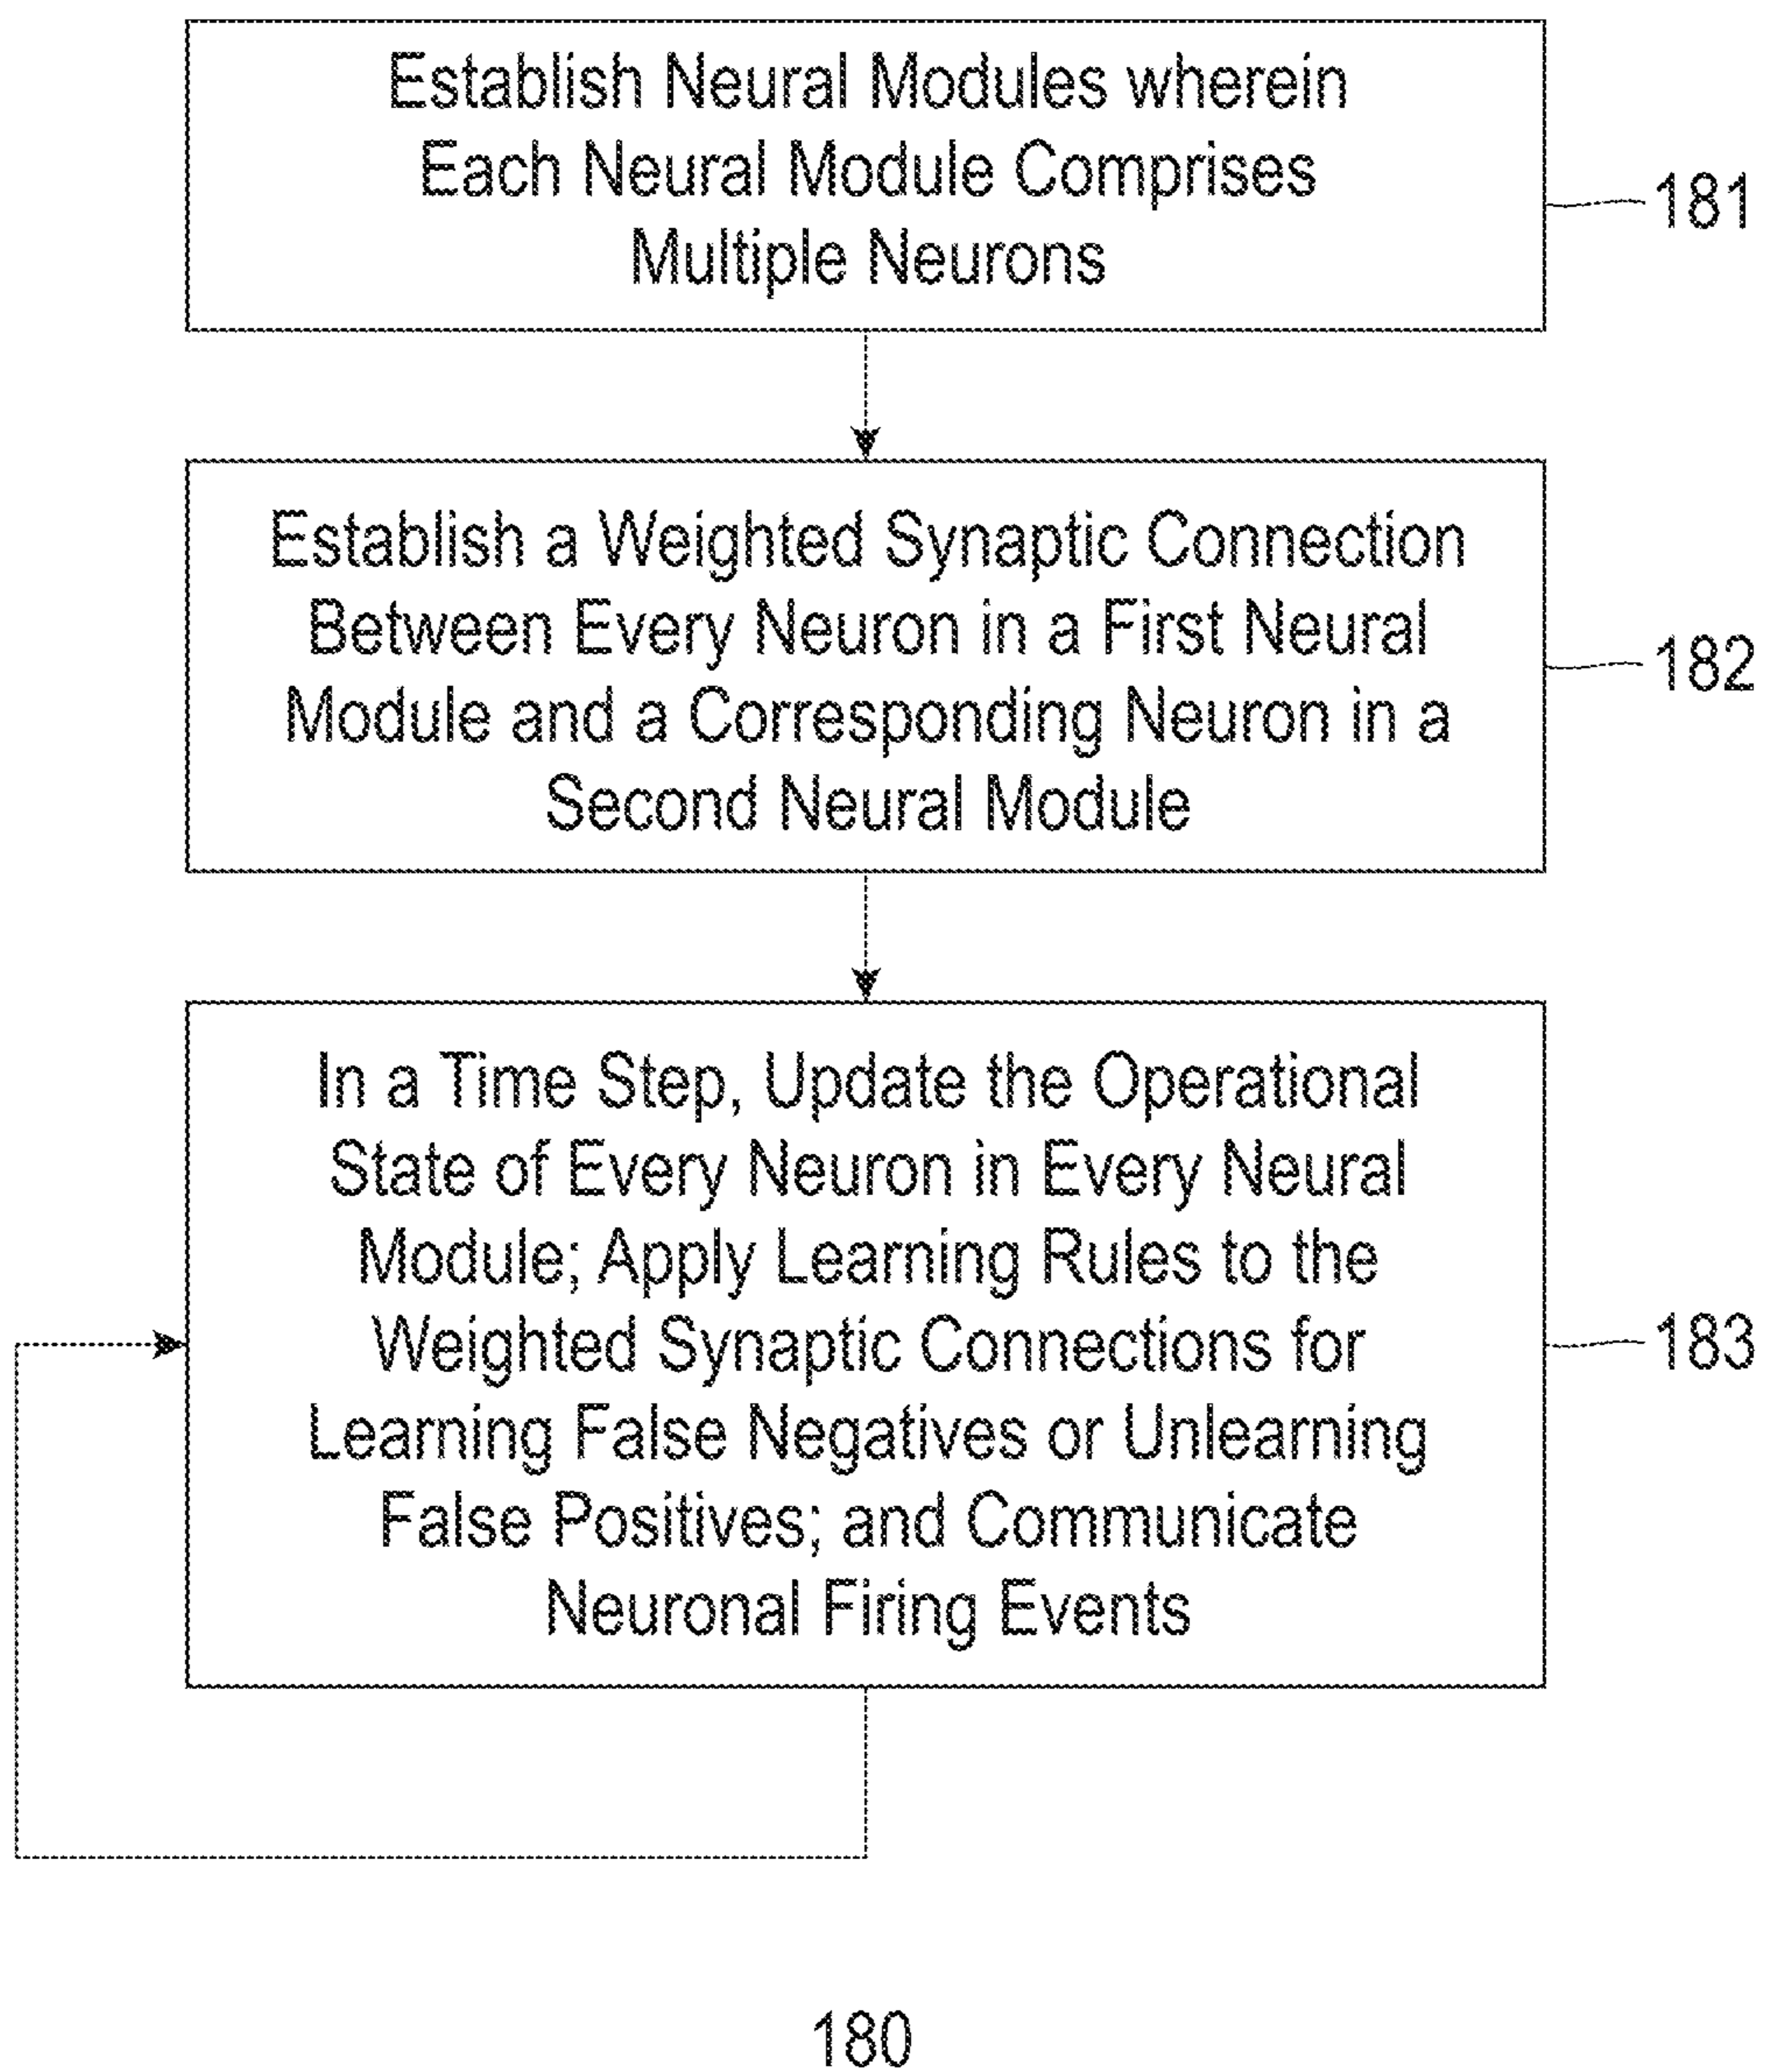 Establish Neural Modules wherein
Each Neural Module Comprises
Multiple Neurons
181
Establish a Weighted Synaptic Connection
Between Every Neuron in a First Neural
Module and a Corresponding Neuron in a
Second Neural Module
182
In a Time Step, Update the Operational
State of Every Neuron in Every Neural
Module; Apply Learning Rules to the
Weighted Synaptic Connections for
Learning False Negatives or Unlearning
False Positives; and Communicate
Neuronal Firing Events
183
180